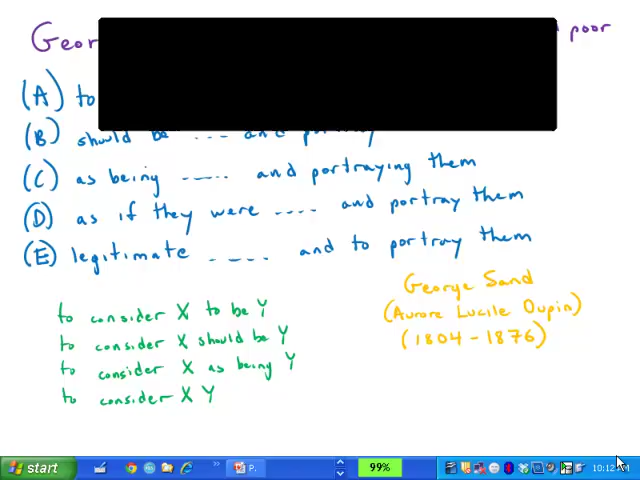 Geor poor
(A) to
(B) should be ---- and portray
(C) as being ----- and portraying them
(D) as if they were ---- and portray them
(E) legitimate ----- and to portray them
George Sand
(Aurore Lucile Dupin)
(1804 - 1876)
to consider X to be Y
to consider X should be Y
to consider X as being Y
to consider X Y
start
P.
99%
10:12